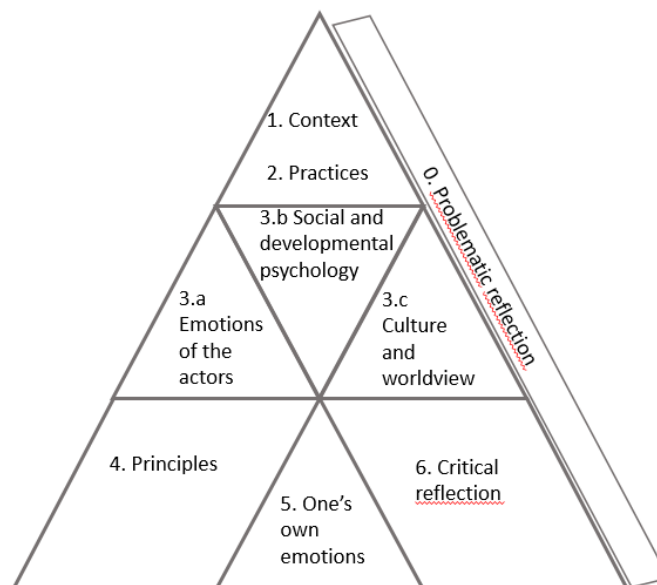 1. Context
2. Practices
0. Problematic reflection
3.b Social and
developmental
psychology
3.a
Emotions
of the
actors
3.c
Culture
and
worldview
4. Principles
5. One’s
own
emotions
6. Critical
reflection